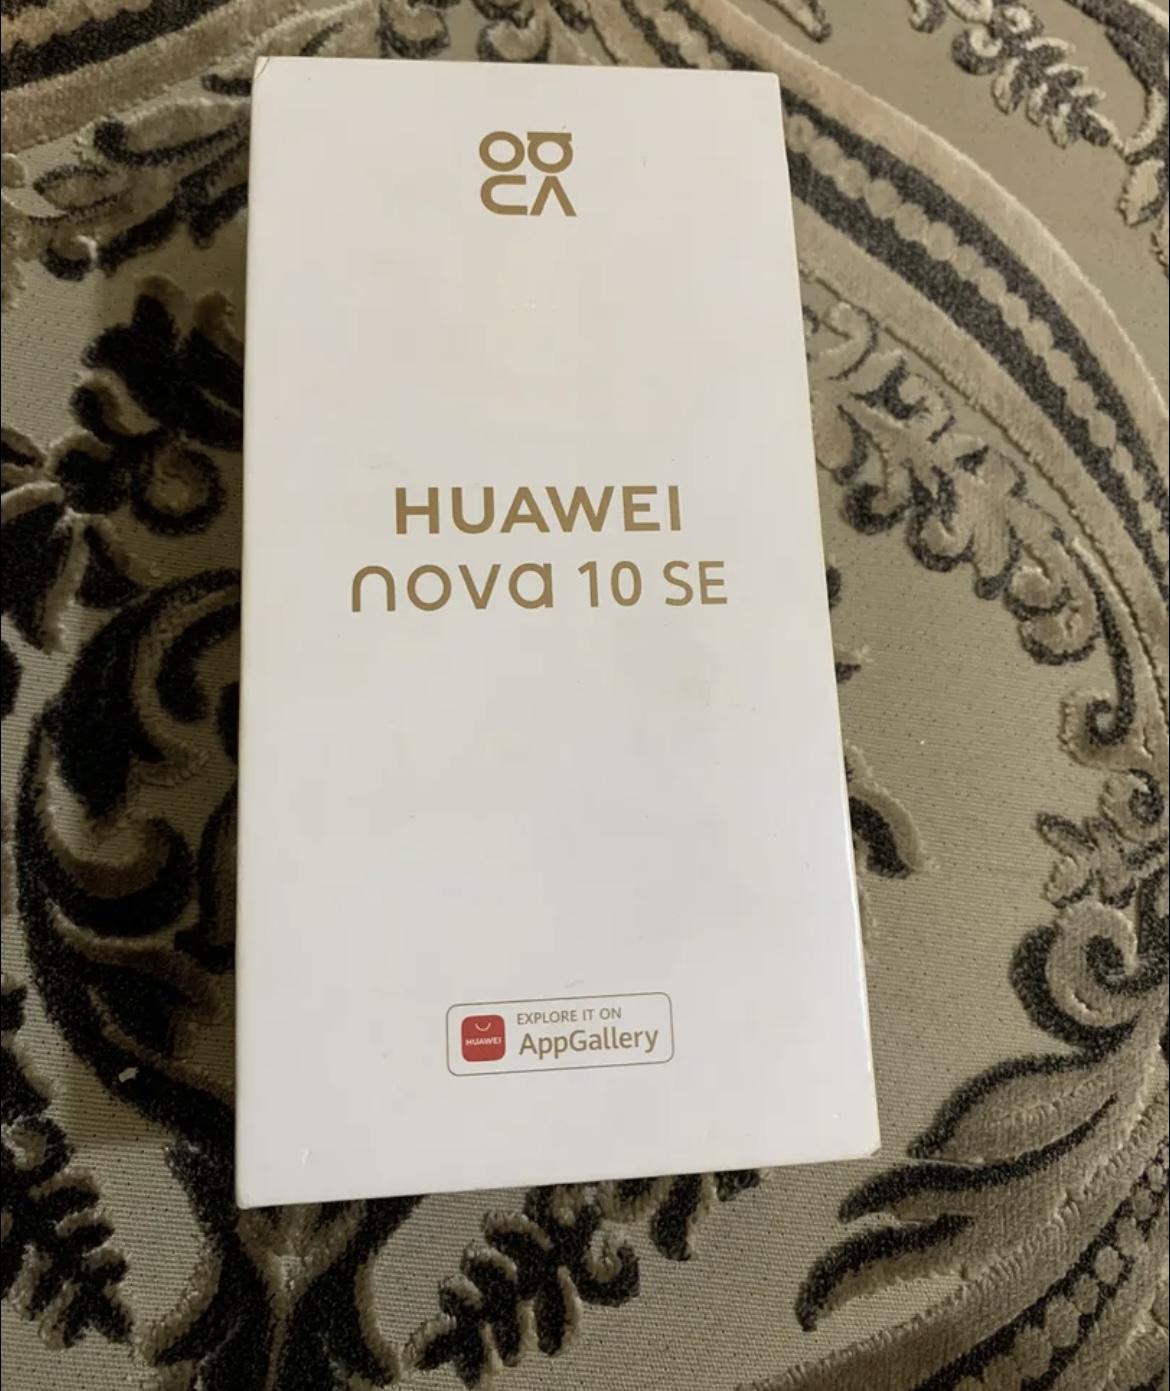 HUAWEI
nova 10 SE
HUAWEI
EXPLORE IT ON
AppGallery